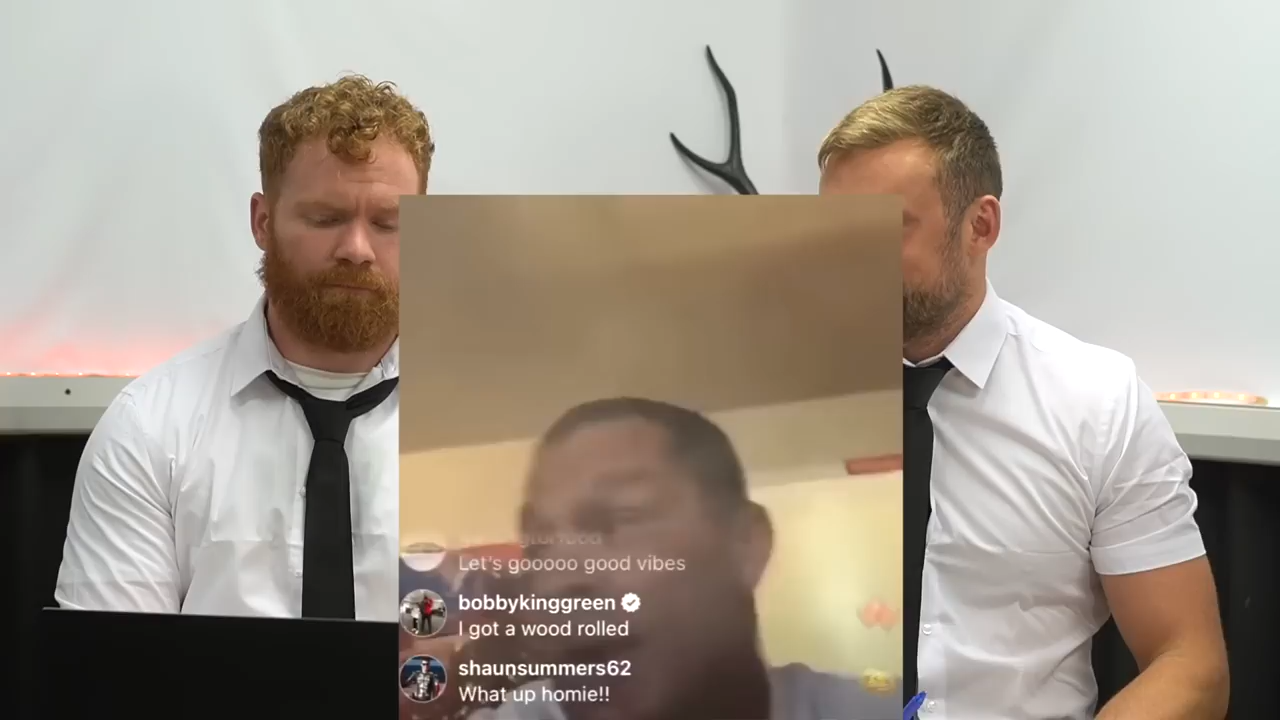 Let's gooooo good vibes
bobbykinggreen
I got a wood rolled
shaunsummers62
What up homie!!